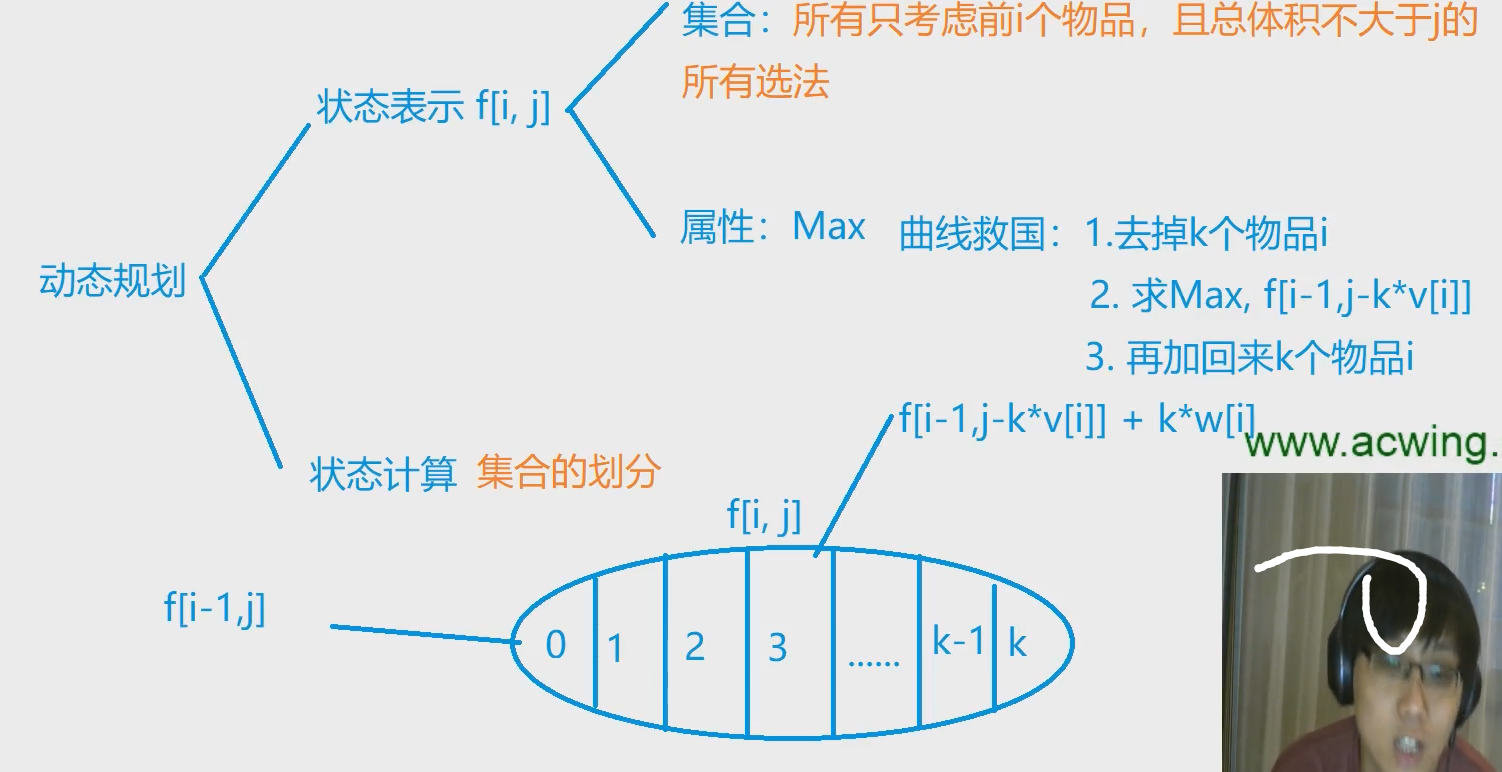 集合：所有只考虑前i个物品，且总体积不大于j的
所有选法
状态表示 f[i, j]
属性：Max
曲线救国：1.去掉k个物品i
2. 求Max, f[i-1,j-k*v[i]]
3. 再加回来k个物品i
动态规划
f[i-1,j-k*v[i]] + k*w[i]
www.acwing.
状态计算 集合的划分
f[i, j]
f[i-1,j]
0 1 2 3 ...... k-1 k